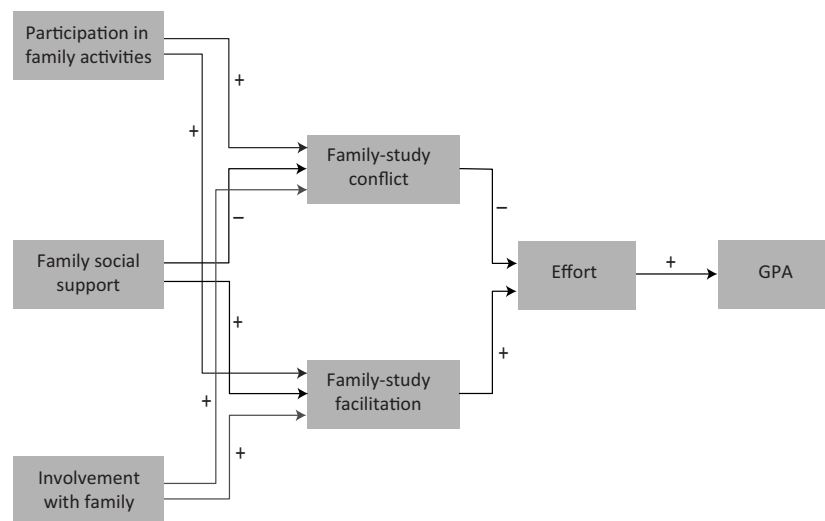 Participation in
family activities
+
+
Family-study
conflict
–
–
Family social
support
Effort
+
GPA
+
+
Family-study
facilitation
+
+
Involvement
with family